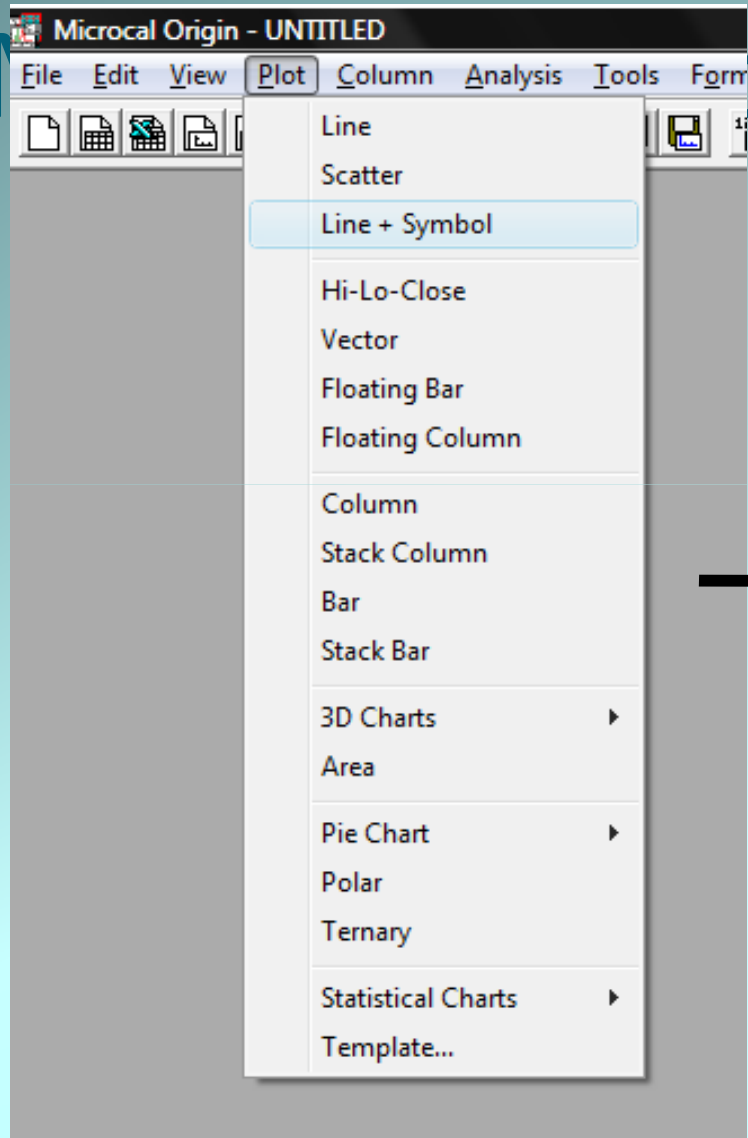 Microcal Origin - UNTITLED
File Edit View Plot Column Analysis Tools Form
Line
Scatter
Line + Symbol
Hi-Lo-Close
Vector
Floating Bar
Floating Column
Column
Stack Column
Bar
Stack Bar
3D Charts
Area
Pie Chart
Polar
Ternary
Statistical Charts
Template...